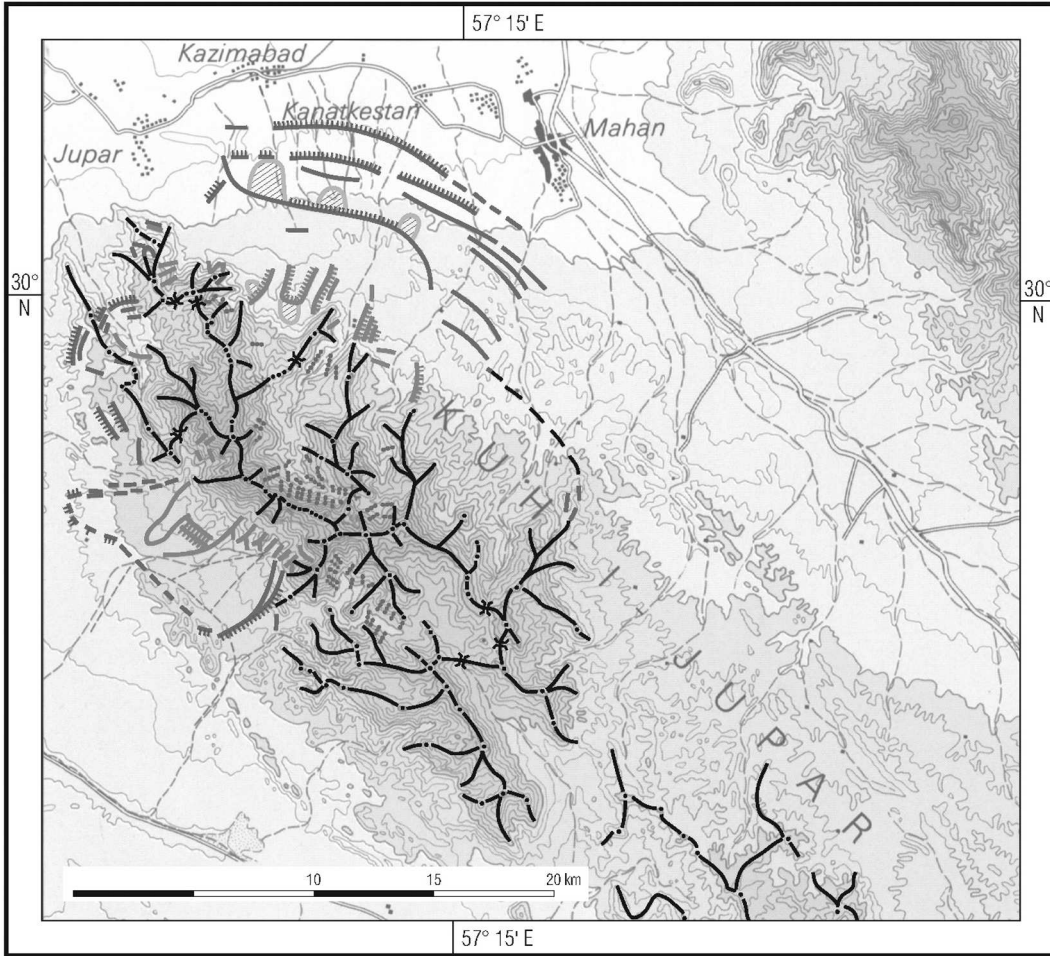 57° 15' E
Kazimabad
Kanatkestan
Mahan
Jupar
30°
N
30°
N
KUH-I-JUPAR
10 15 20 km
57° 15' E